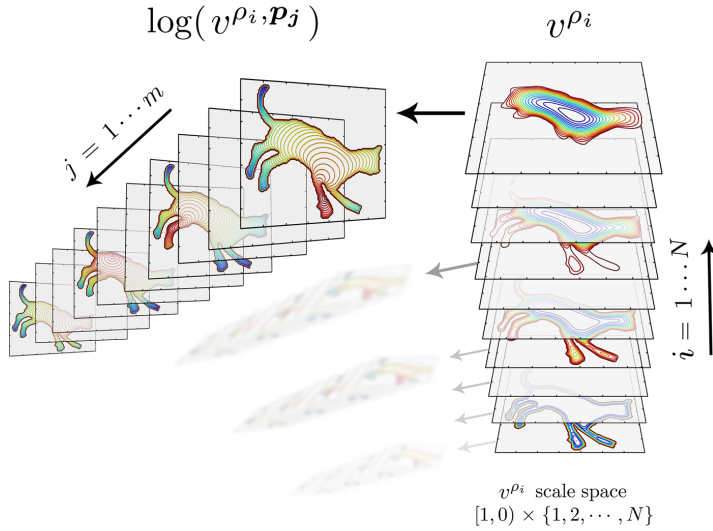 log(v^{ρ_i, p_j})
v^{ρ_i}
j = 1 ⋯ m
i = 1 ⋯ N
v^{ρ_i} scale space
[1, 0) × {1, 2, ⋯ , N}